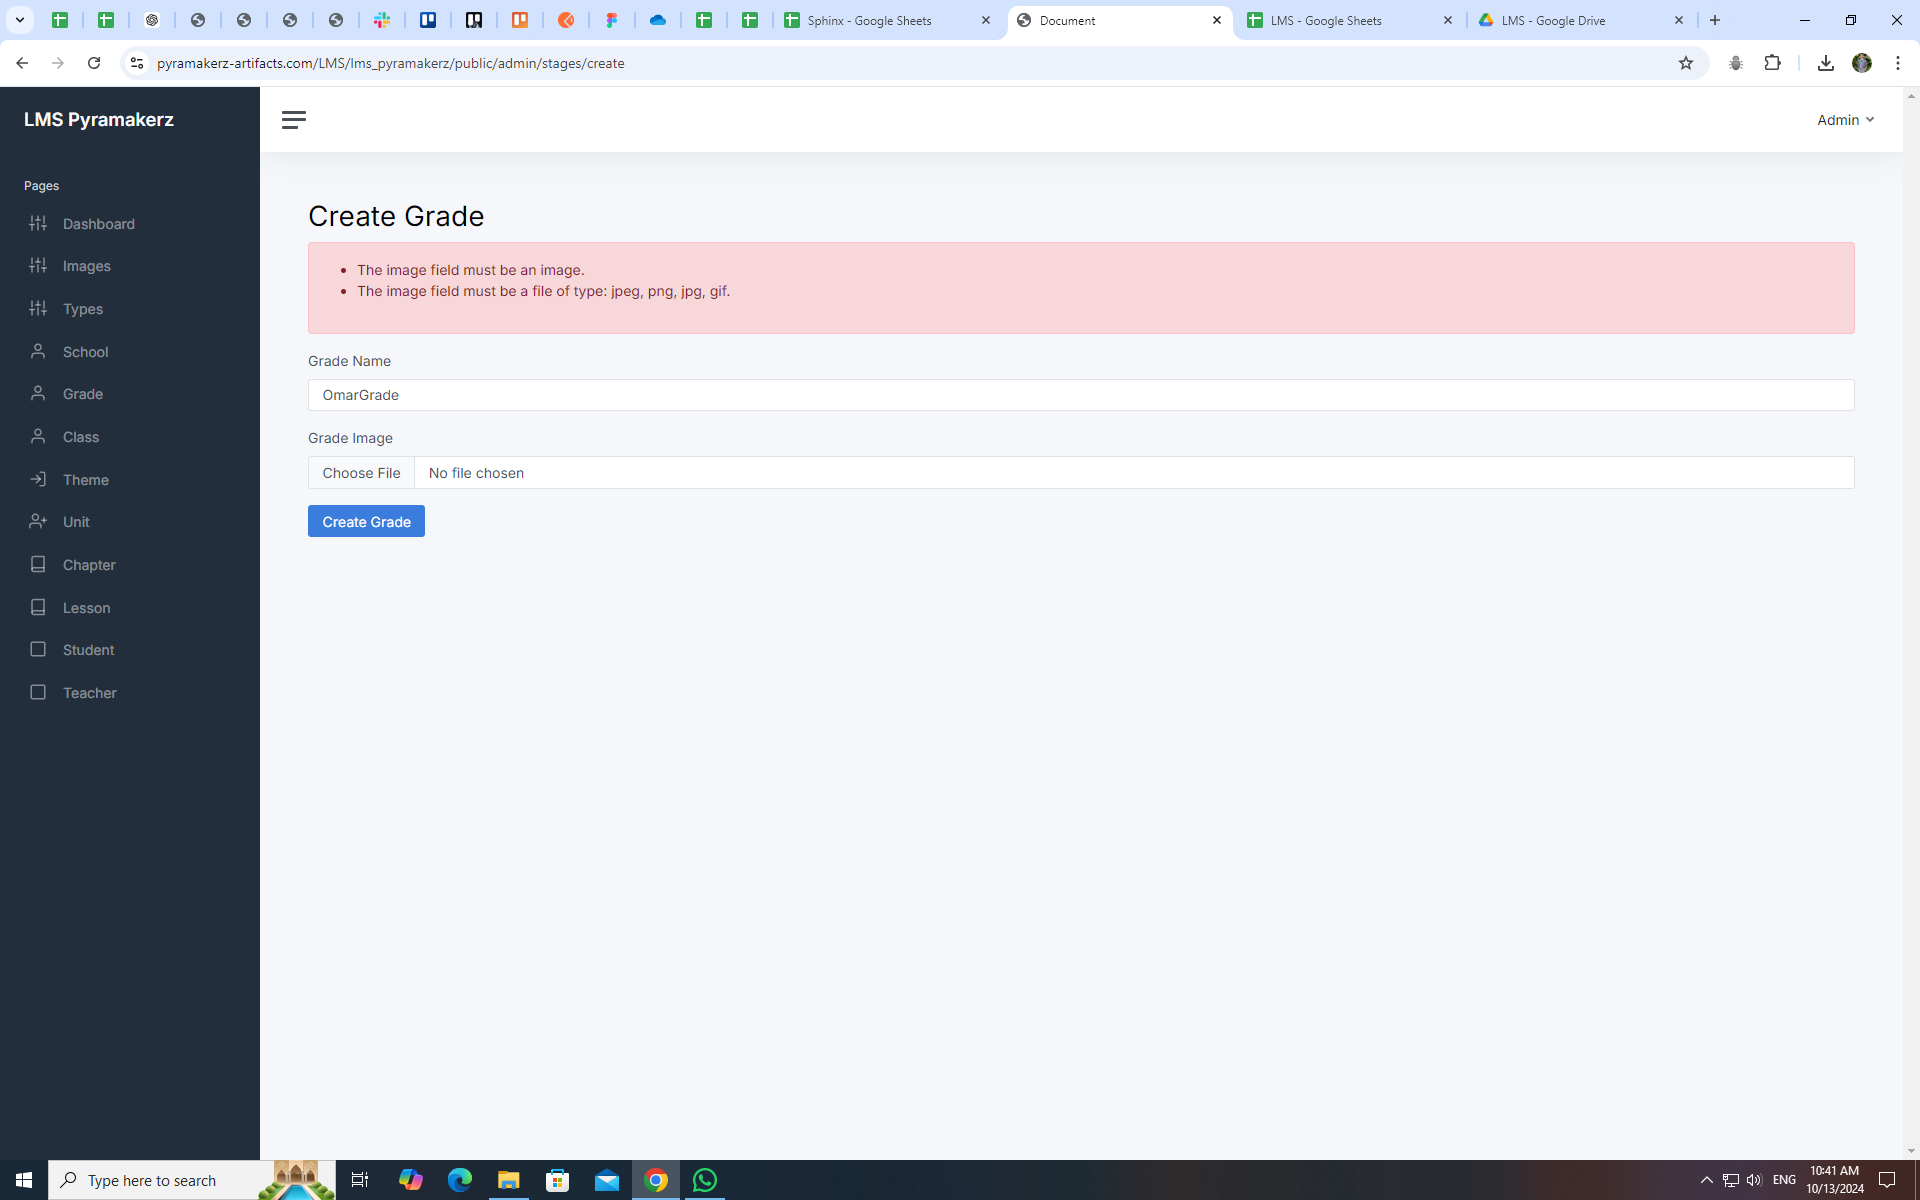 Sphinx - Google Sheets
Document
LMS - Google Sheets
LMS - Google Drive
pyramakerz-artifacts.com/LMS/lms_pyramakerz/public/admin/stages/create
LMS Pyramakerz
Admin
Pages
Dashboard
Images
Types
School
Grade
Class
Theme
Unit
Chapter
Lesson
Student
Teacher
Create Grade
The image field must be an image.
The image field must be a file of type: jpeg, png, jpg, gif.
Grade Name
OmarGrade
Grade Image
Choose File No file chosen
Create Grade
Type here to search
ENG
10:41 AM
10/13/2024